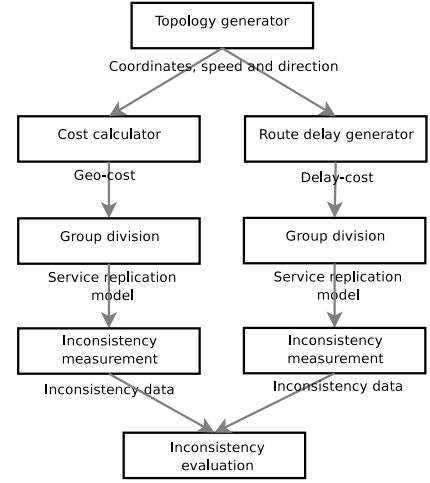 Topology generator
Coordinates, speed and direction
Cost calculator
Route delay generator
Geo-cost
Delay-cost
Group division
Group division
Service replication
model
Service replication
model
Inconsistency
measurement
Inconsistency
measurement
Inconsistency data
Inconsistency data
Inconsistency
evaluation